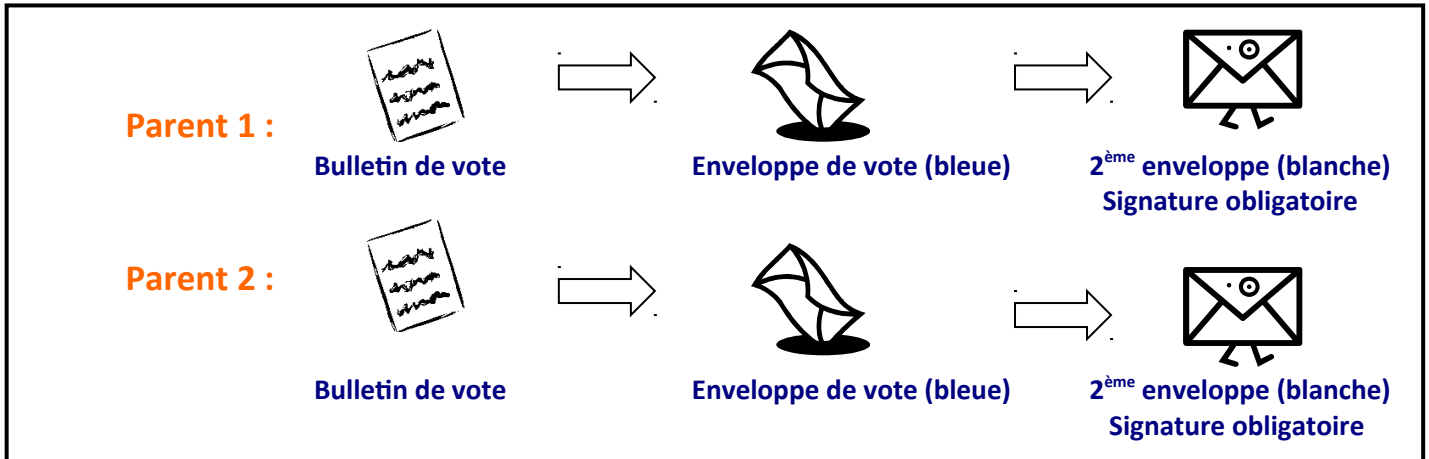 Parent 1 :
Bulletin de vote
Enveloppe de vote (bleue)
2ème enveloppe (blanche)
Signature obligatoire
Parent 2 :
Bulletin de vote
Enveloppe de vote (bleue)
2ème enveloppe (blanche)
Signature obligatoire